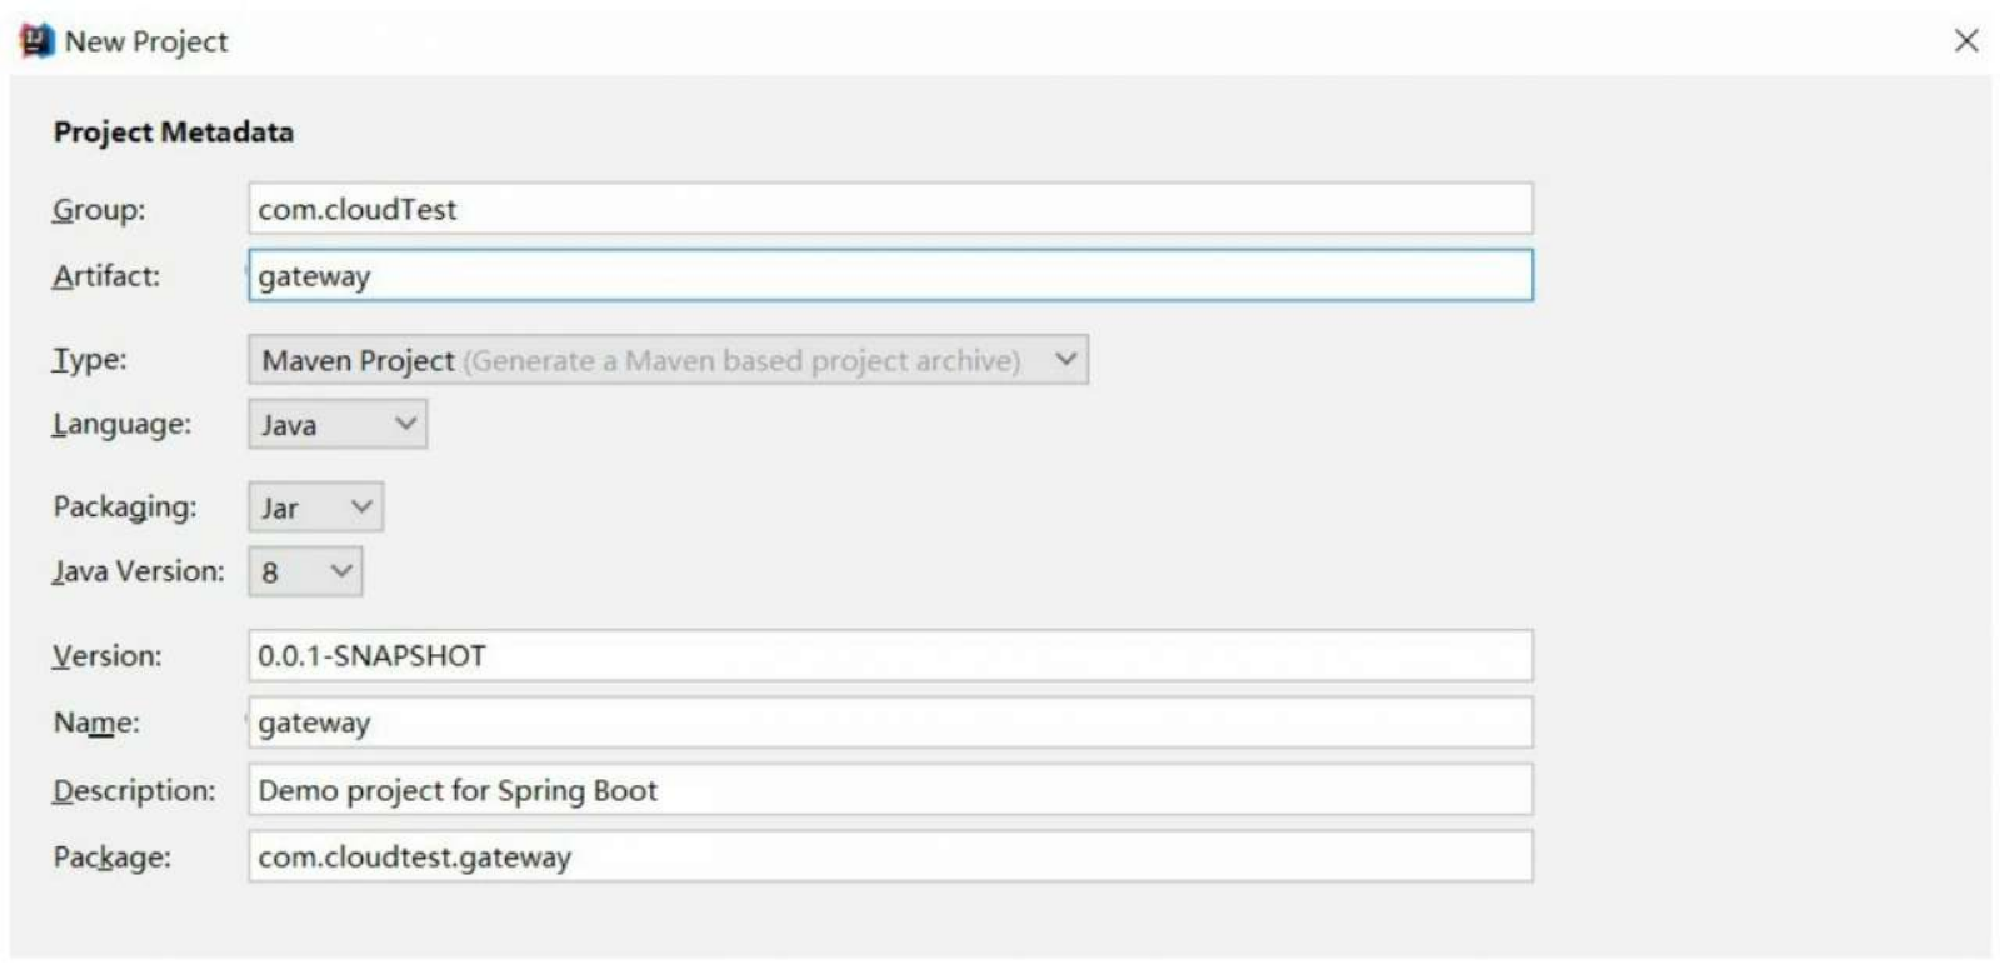 New Project
Project Metadata
Group: com.cloudTest
Artifact: gateway
Type: Maven Project (Generate a Maven based project archive)
Language: Java
Packaging: Jar
Java Version: 8
Version: 0.0.1-SNAPSHOT
Name: gateway
Description: Demo project for Spring Boot
Package: com.cloudtest.gateway